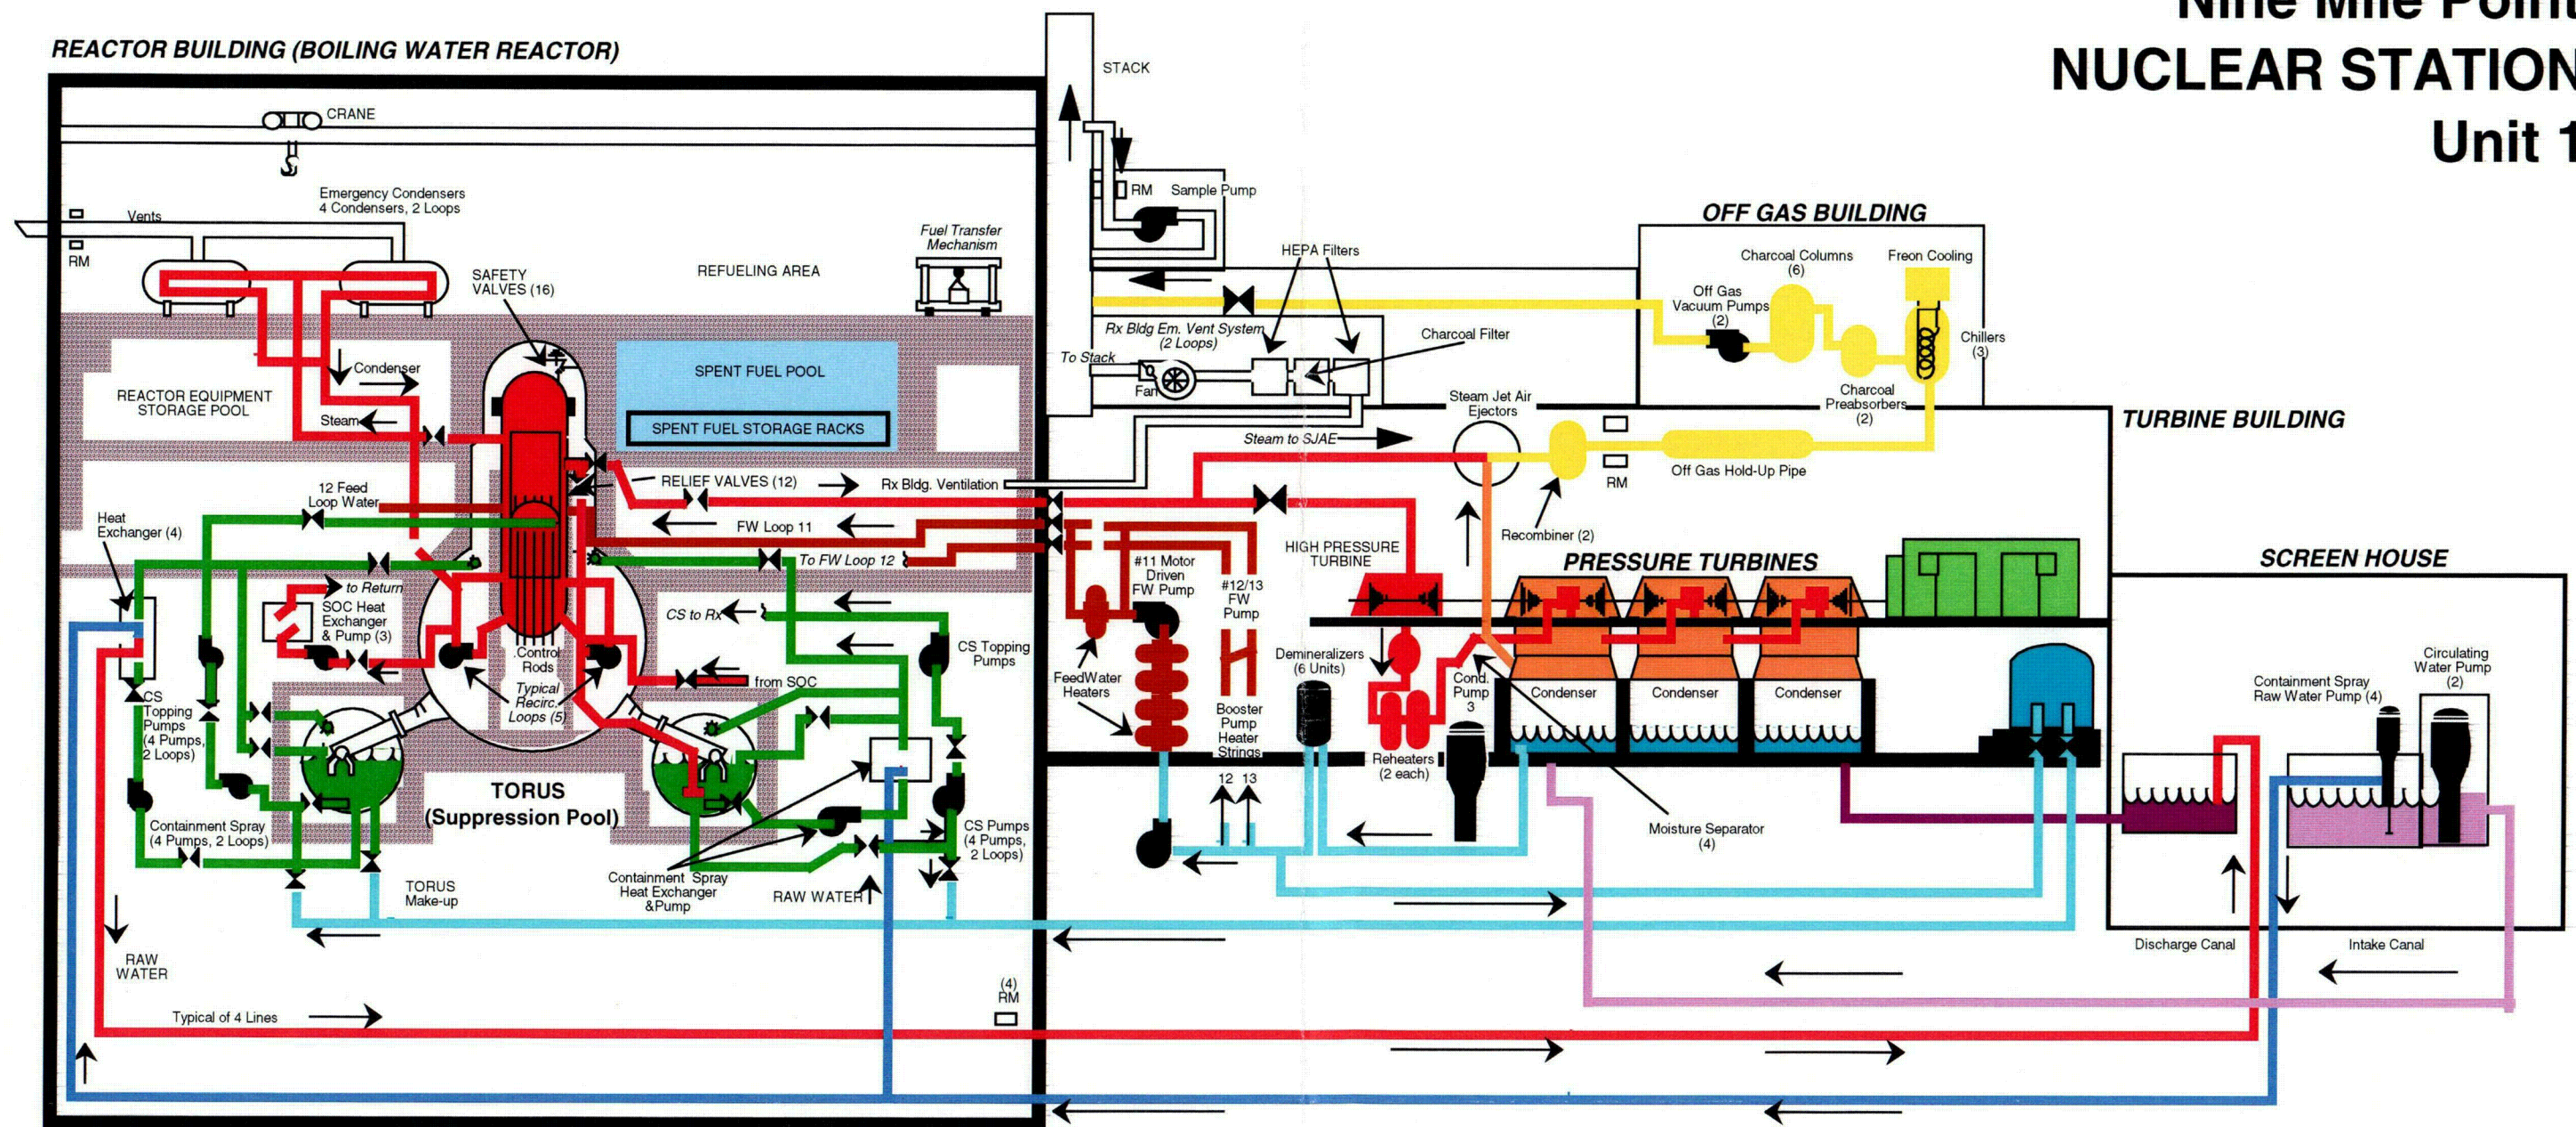 Nine Mile Point
NUCLEAR STATION
Unit 1
REACTOR BUILDING (BOILING WATER REACTOR)
STACK
CRANE
RM
Sample Pump
Emergency Condensers
4 Condensers, 2 Loops
Vents
RM
Fuel Transfer
Mechanism
SAFETY
VALVES (16)
REFUELING AREA
HEPA Filters
OFF GAS BUILDING
Charcoal Columns
(6)
Freon Cooling
Off Gas
Vacuum Pumps
(2)
Chillers
(3)
Charcoal
Preabsorbers
(2)
Rx Bldg Em. Vent System
(2 Loops)
Charcoal Filter
To Stack
Fan
Condenser
Steam
REACTOR EQUIPMENT
STORAGE POOL
SPENT FUEL POOL
SPENT FUEL STORAGE RACKS
Steam Jet Air
Ejectors
Steam to SJAE
Off Gas Hold-Up Pipe
RM
Recombiner (2)
TURBINE BUILDING
RELIEF VALVES (12)
Rx Bldg. Ventilation
12 Feed
Loop Water
FW Loop 11
To FW Loop 12
Heat
Exchanger (4)
to Return
SOC Heat
Exchanger
& Pump (3)
CS to Rx
CS Topping
Pumps
from SOC
.Control
Rods
Typical
Recirc.
Loops (5)
CS
Topping
Pumps
(4 Pumps,
2 Loops)
TORUS
(Suppression Pool)
Containment Spray
(4 Pumps, 2 Loops)
CS Pumps
(4 Pumps,
2 Loops)
Containment Spray
Heat Exchanger
&Pump
RAW WATER
TORUS
Make-up
RAW
WATER
Typical of 4 Lines
(4)
RM
#11 Motor
Driven
FW Pump
#12/13
FW
Pump
FeedWater
Heaters
Booster
Pump
Heater
Strings
12 13
HIGH PRESSURE
TURBINE
PRESSURE TURBINES
Demineralizers
(6 Units)
Cond.
Pump
3
Reheaters
(2 each)
Condenser
Condenser
Condenser
Moisture Separator
(4)
SCREEN HOUSE
Circulating
Water Pump
(2)
Containment Spray
Raw Water Pump (4)
Discharge Canal
Intake Canal